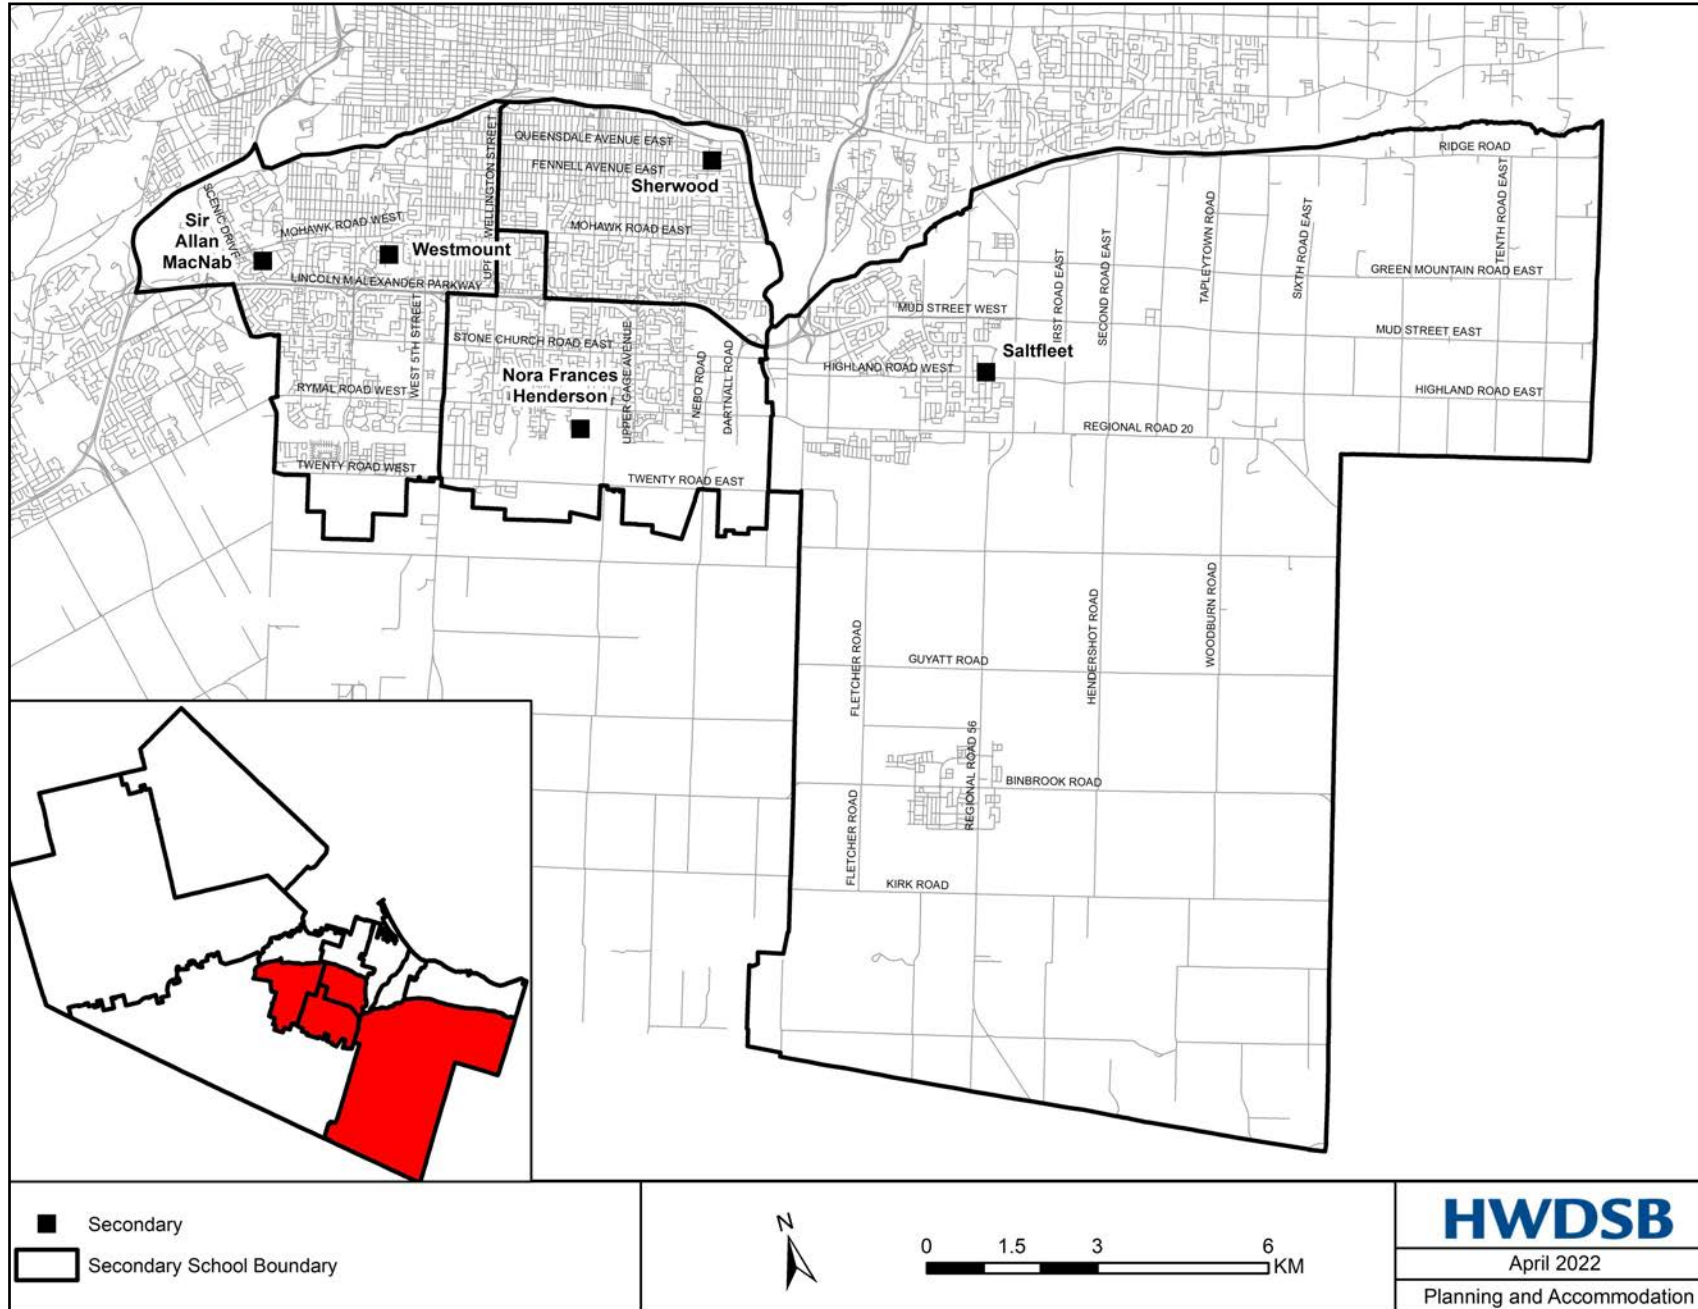 QUEENSDALE AVENUE EAST
RIDGE ROAD
FENNELL AVENUE EAST
Sherwood
SCENIC DRIVE
UPPER WELLINGTON STREET
TENTH ROAD EAST
TAPLEYTOWN ROAD
SIXTH ROAD EAST
Sir
Allan
MacNab
MOHAWK ROAD WEST
MOHAWK ROAD EAST
Westmount
SECOND ROAD EAST
IRST ROAD EAST
GREEN MOUNTAIN ROAD EAST
LINCOLN M ALEXANDER PARKWAY
MUD STREET WEST
MUD STREET EAST
WEST 5TH STREET
STONE CHURCH ROAD EAST
UPPER GAGE AVENUE
NEBO ROAD
DARTNALL ROAD
Saltfleet
HIGHLAND ROAD WEST
Nora Frances
Henderson
RYMAL ROAD WEST
HIGHLAND ROAD EAST
REGIONAL ROAD 20
TWENTY ROAD WEST
TWENTY ROAD EAST
FLETCHER ROAD
HENDERSHOT ROAD
WOODBURN ROAD
GUYATT ROAD
REGIONAL ROAD 56
BINBROOK ROAD
FLETCHER ROAD
KIRK ROAD
Secondary
Secondary School Boundary
N
0 1.5 3 6
KM
HWDSB
April 2022
Planning and Accommodation